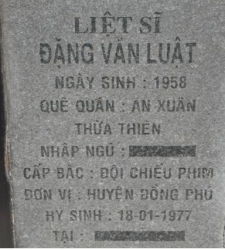 LIỆT SĨ
ĐẶNG VĂN LUẬT
NGÀY SINH : 1958
QUÊ QUÁN : AN XUÂN
THỪA THIÊN
NHẬP NGŨ :
CẤP BẬC : ĐỘI CHIẾU PHIM
ĐƠN VỊ : HUYỆN ĐỒNG PHÚ
HY SINH : 18-01-1977
TẠI :